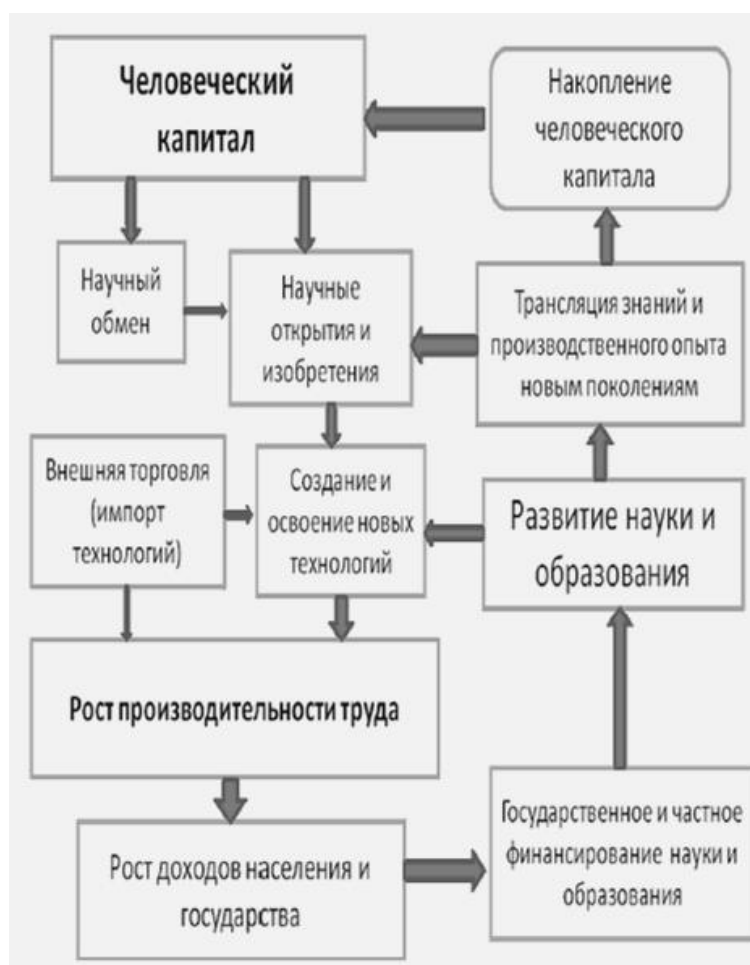 Человеческий
капитал
Накопление
человеческого
капитала
Научный
обмен
Научные
открытия и
изобретения
Трансляция знаний и
производственного опыта
новым поколениям
Внешняя торговля
(импорт
технологий)
Создание и
освоение новых
технологий
Развитие науки и
образования
Рост производительности труда
Рост доходов населения и
государства
Государственное и частное
финансирование науки и
образования